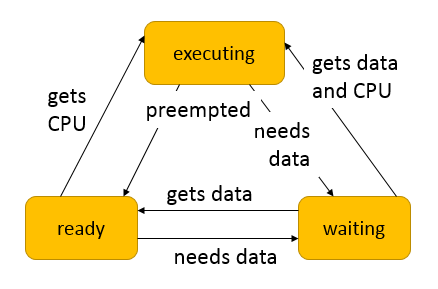 executing
gets data
and CPU
gets
CPU
preempted
needs
data
gets data
ready
waiting
needs data